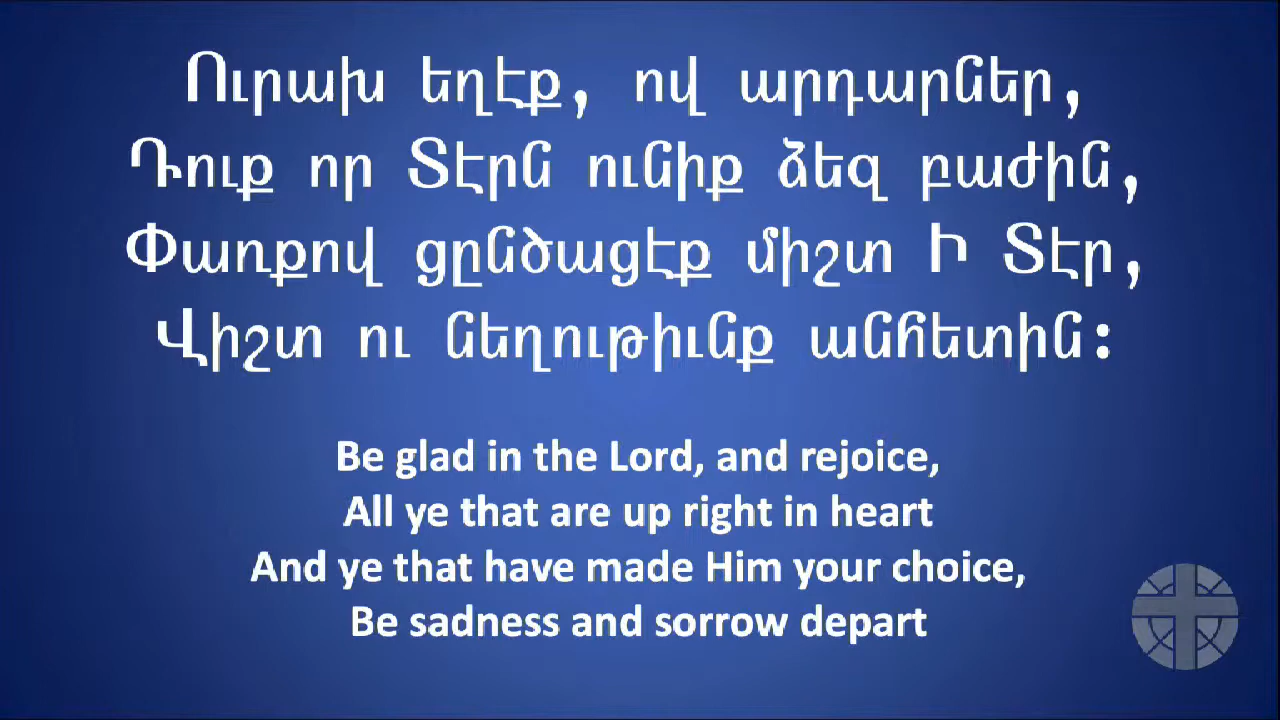 Ուրախ եղէք, ով արդարներ,
Դուք որ Տէրն ունիք ձեզ բաժին,
Փառքով ցընծացէք միշտ Ի Տէր,
Վիշտ ու նեղութիւնք անհետին:
Be glad in the Lord, and rejoice,
All ye that are up right in heart
And ye that have made Him your choice,
Be sadness and sorrow depart